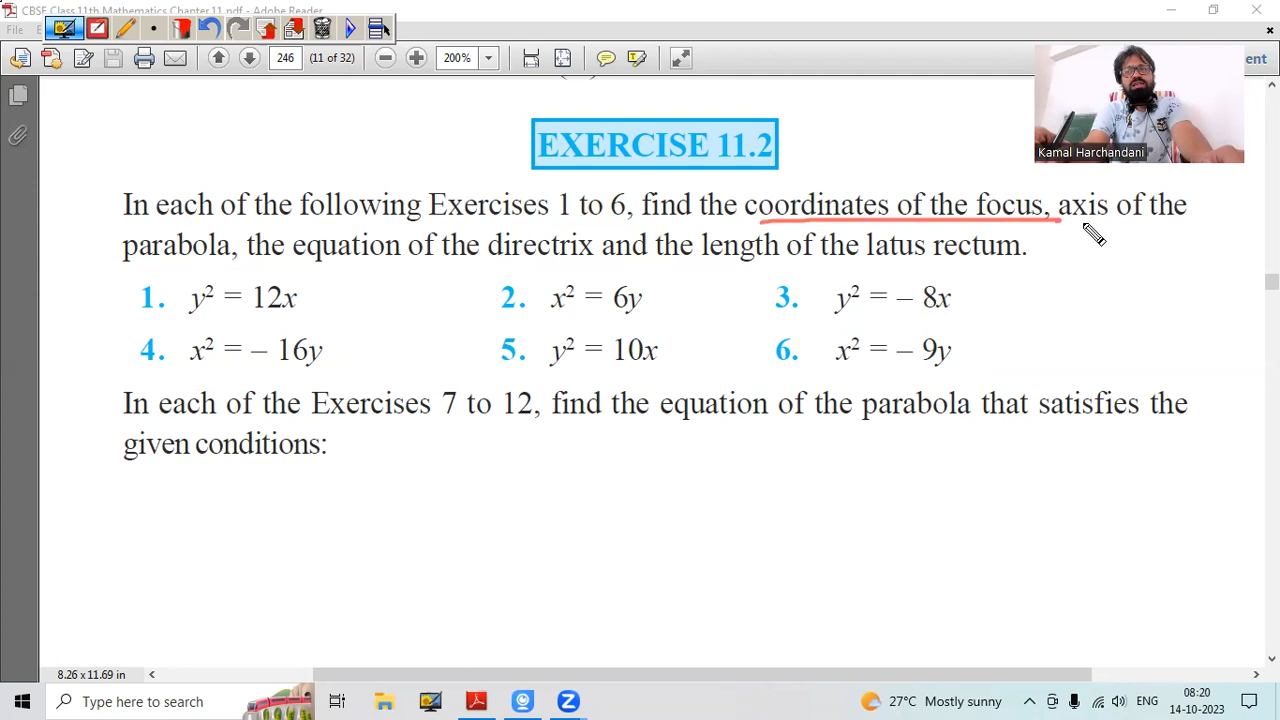 CBSE Class 11th Mathematics Chapter 11.pdf - Adobe Reader
File
246 (11 of 32) 200%
ent
Kamal Harchandani
EXERCISE 11.2
In each of the following Exercises 1 to 6, find the coordinates of the focus, axis of the
parabola, the equation of the directrix and the length of the latus rectum.
1. y² = 12x 2. x² = 6y 3. y² = – 8x
4. x² = – 16y 5. y² = 10x 6. x² = – 9y
In each of the Exercises 7 to 12, find the equation of the parabola that satisfies the
given conditions:
8.26 x 11.69 in
Type here to search
27°C Mostly sunny
ENG
08:20
14-10-2023